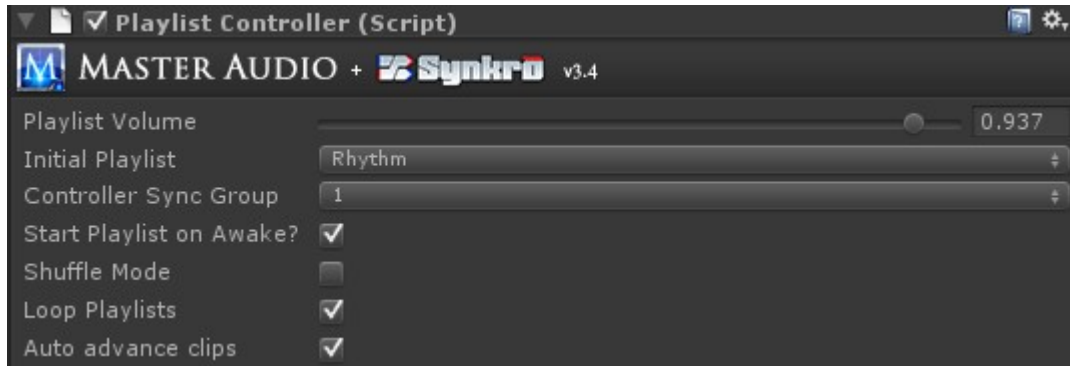 Playlist Controller (Script)
M MASTER AUDIO + Synkro v3.4
Playlist Volume 0.937
Initial Playlist Rhythm
Controller Sync Group 1
Start Playlist on Awake?
Shuffle Mode
Loop Playlists
Auto advance clips